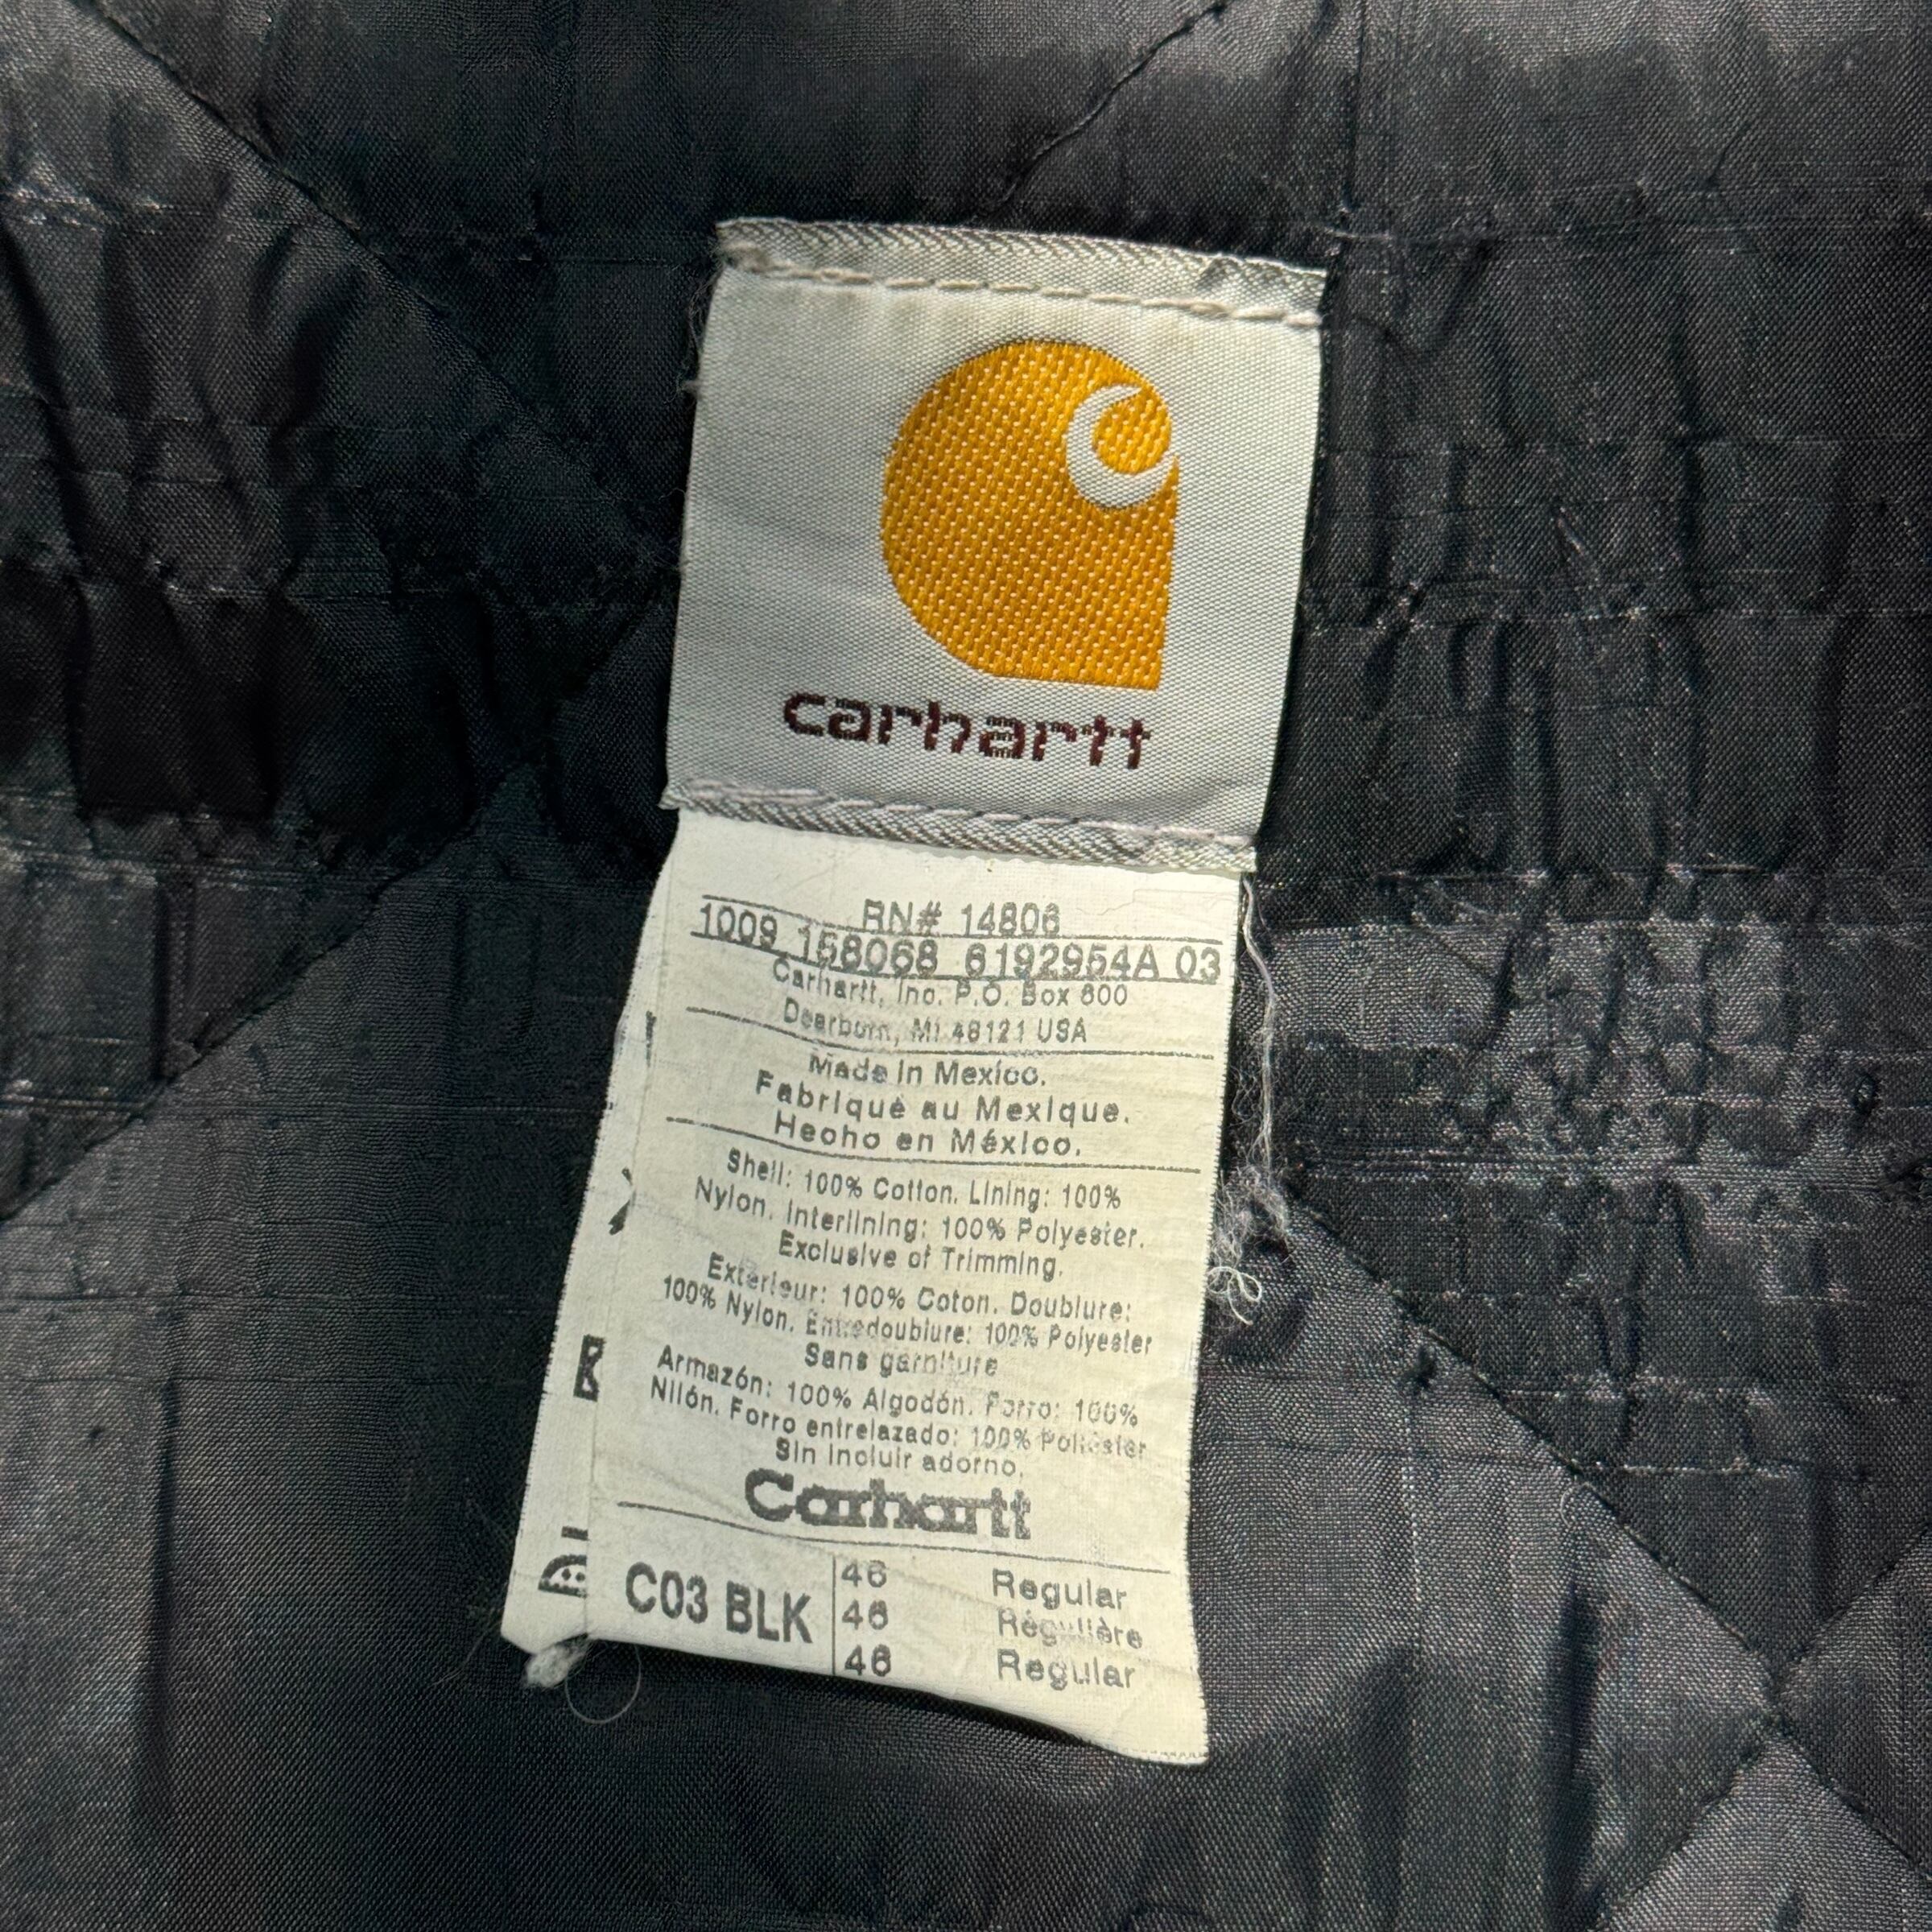 carhartt
RN# 14806
1009 158068 6192954A 03
Carhartt, Inc. P.O. Box 600
Dearborn, MI 48121 USA
Made in Mexico.
Fabriqué au Mexique.
Hecho en México.
Shell: 100% Cotton. Lining: 100%
Nylon. Interlining: 100% Polyester.
Exclusive of Trimming.
Extérieur: 100% Coton. Doublure:
100% Nylon. Entredoublure: 100% Polyester
Sans garniture
Armazón: 100% Algodón. Forro: 100%
Nilón. Forro entrelazado: 100% Poliéster
Sin incluir adorno.
Carhartt
C03 BLK
46 Regular
46 Régulière
46 Regular